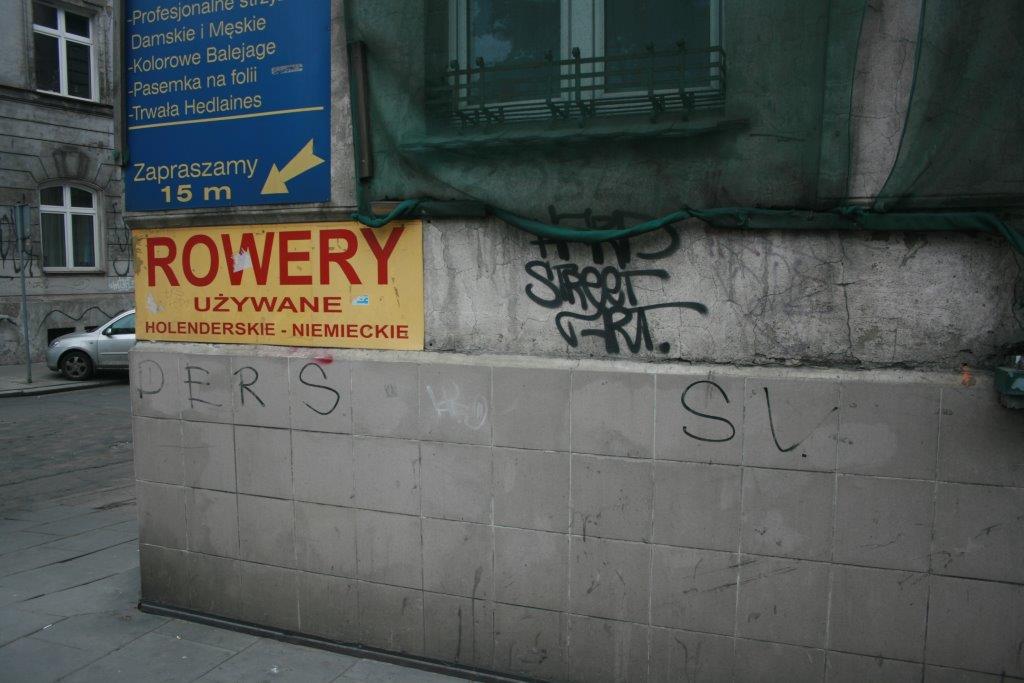 -Profesjonalne
Damskie i Męskie
-Kolorowe Balejage
-Pasemka na folii
-Trwała Hedlaines
Zapraszamy
15 m
ROWERY
UŻYWANE
HOLENDERSKIE - NIEMIECKIE
STREET
ART.
PERS
SV.